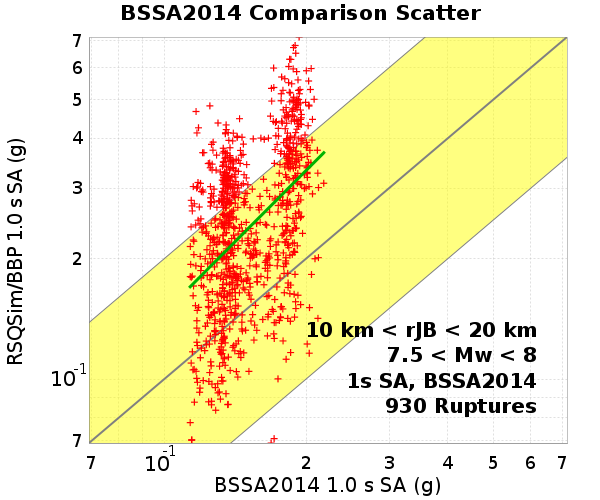 BSSA2014 Comparison Scatter
7
6
5
4
3
2
10-1
7
RSQSim/BBP 1.0 s SA (g)
10 km < rJB < 20 km
7.5 < Mw < 8
1s SA, BSSA2014
930 Ruptures
7 10-1 2 3 4 5 6 7
BSSA2014 1.0 s SA (g)